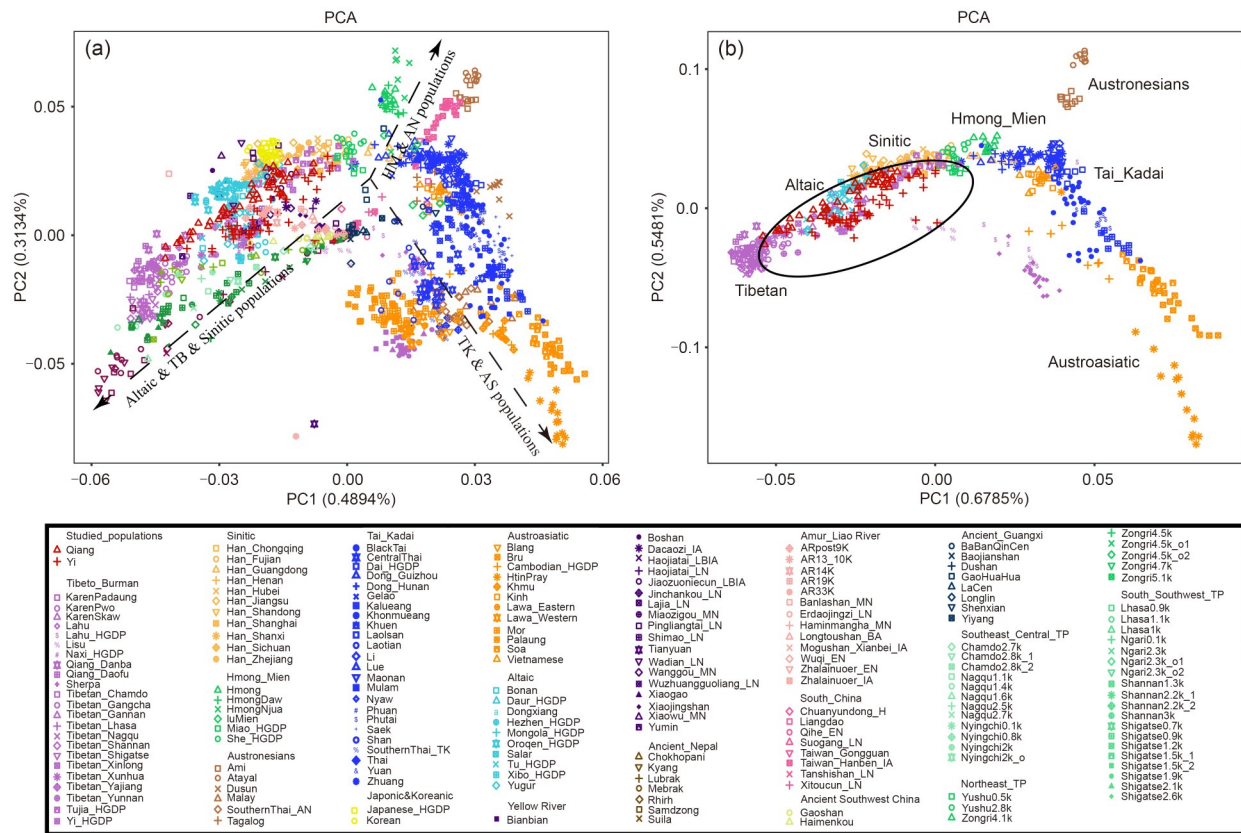 PCA
(a)
0.05
0.00
−0.05
PC2 (0.3134%)
HM & AN populations
Altaic & TB & Sinitic populations
TK & AS populations
−0.06
−0.03
0.00
0.03
0.06
PC1 (0.4894%)
PCA
(b)
0.1
0.0
−0.1
PC2 (0.5481%)
Austronesians
Hmong_Mien
Sinitic
Tai_Kadai
Altaic
Tibetan
Austroasiatic
−0.05
0.00
0.05
PC1 (0.6785%)
Studied_populations
Qiang
Yi
Tibeto_Burman
KarenPadaung
KarenPwo
KarenSkaw
Lahu
Lahu_HGDP
Lisu
Naxi_HGDP
Qiang_Danba
Qiang_Daofu
Sherpa
Tibetan_Chamdo
Tibetan_Gangcha
Tibetan_Gannan
Tibetan_Lhasa
Tibetan_Nagqu
Tibetan_Shannan
Tibetan_Shigatse
Tibetan_Xinlong
Tibetan_Xunhua
Tibetan_Yajiang
Tibetan_Yunnan
Tujia_HGDP
Yi_HGDP
Sinitic
Han_Chongqing
Han_Fujian
Han_Guangdong
Han_Henan
Han_Hubei
Han_Jiangsu
Han_Shandong
Han_Shanghai
Han_Shanxi
Han_Sichuan
Han_Zhejiang
Hmong_Mien
Hmong
HmongDaw
HmongNjua
IuMien
Miao_HGDP
She_HGDP
Austronesians
Ami
Atayal
Dusun
Malay
SouthernThai_AN
Tagalog
Tai_Kadai
BlackTai
CentralThai
Dai_HGDP
Dong_Guizhou
Dong_Hunan
Gelao
Kalueang
Khonmueang
Khuen
Laolsan
Laotian
Li
Lue
Maonan
Mulam
Nyaw
Phuan
Phutai
Saek
Shan
SouthernThai_TK
Thai
Yuan
Zhuang
Japonic&Koreanic
Japanese_HGDP
Korean
Austroasiatic
Blang
Bru
Cambodian_HGDP
HtinPray
Khmu
Kinh
Lawa_Eastern
Lawa_Western
Mor
Palaung
Soa
Vietnamese
Altaic
Bonan
Daur_HGDP
Dongxiang
Hezhen_HGDP
Mongola_HGDP
Oroqen_HGDP
Salar
Tu_HGDP
Xibo_HGDP
Yugur
Yellow River
Bianbian
Boshan
Dacaozi_IA
Haojiatai_LBIA
Haojiatai_LN
Jiaozuoniecun_LBIA
Jinchankou_LN
Lajia_LN
Miaozigou_MN
Pingliangtai_LN
Shimao_LN
Tianyuan
Wadian_LN
Wanggou_MN
Wuzhuangguoliang_LN
Xiaogao
Xiaojingshan
Xiaowu_MN
Yumin
Ancient_Nepal
Chokhopani
Kyang
Lubrak
Mebrak
Rhirh
Samdzong
Suila
Amur_Liao River
ARpost9K
AR13_10K
AR14K
AR19K
AR33K
Banlashan_MN
Erdaojingzi_LN
Haminmangha_MN
Longtoushan_BA
Mogushan_Xianbei_IA
Wuqi_EN
Zhalainuoer_EN
Zhalainuoer_IA
South_China
Chuanyundong_H
Liangdao
Qihe_EN
Suogang_LN
Taiwan_Gongguan
Taiwan_Hanben_IA
Tanshishan_LN
Xitoucun_LN
Ancient Southwest China
Gaoshan
Haimenkou
Ancient_Guangxi
BaBanQinCen
Baojianshan
Dushan
GaoHuaHua
LaCen
Longlin
Shenxian
Yiyang
Southeast_Central_TP
Chamdo2.7k
Chamdo2.8k_1
Chamdo2.8k_2
Nagqu1.1k
Nagqu1.4k
Nagqu1.6k
Nagqu2.5k
Nagqu2.7k
Nyingchi0.1k
Nyingchi0.8k
Nyingchi2k
Nyingchi2k_o
Northeast_TP
Yushu0.5k
Yushu2.8k
Zongri4.1k
Zongri4.5k
Zongri4.5k_o1
Zongri4.5k_o2
Zongri4.7k
Zongri5.1k
South_Southwest_TP
Lhasa0.9k
Lhasa1.1k
Lhasa1k
Ngari0.1k
Ngari2.3k
Ngari2.3k_o1
Ngari2.3k_o2
Shannan1.3k
Shannan2.2k_1
Shannan2.2k_2
Shannan3k
Shigatse0.7k
Shigatse0.9k
Shigatse1.2k
Shigatse1.5k_1
Shigatse1.5k_2
Shigatse1.9k
Shigatse2.1k
Shigatse2.6k